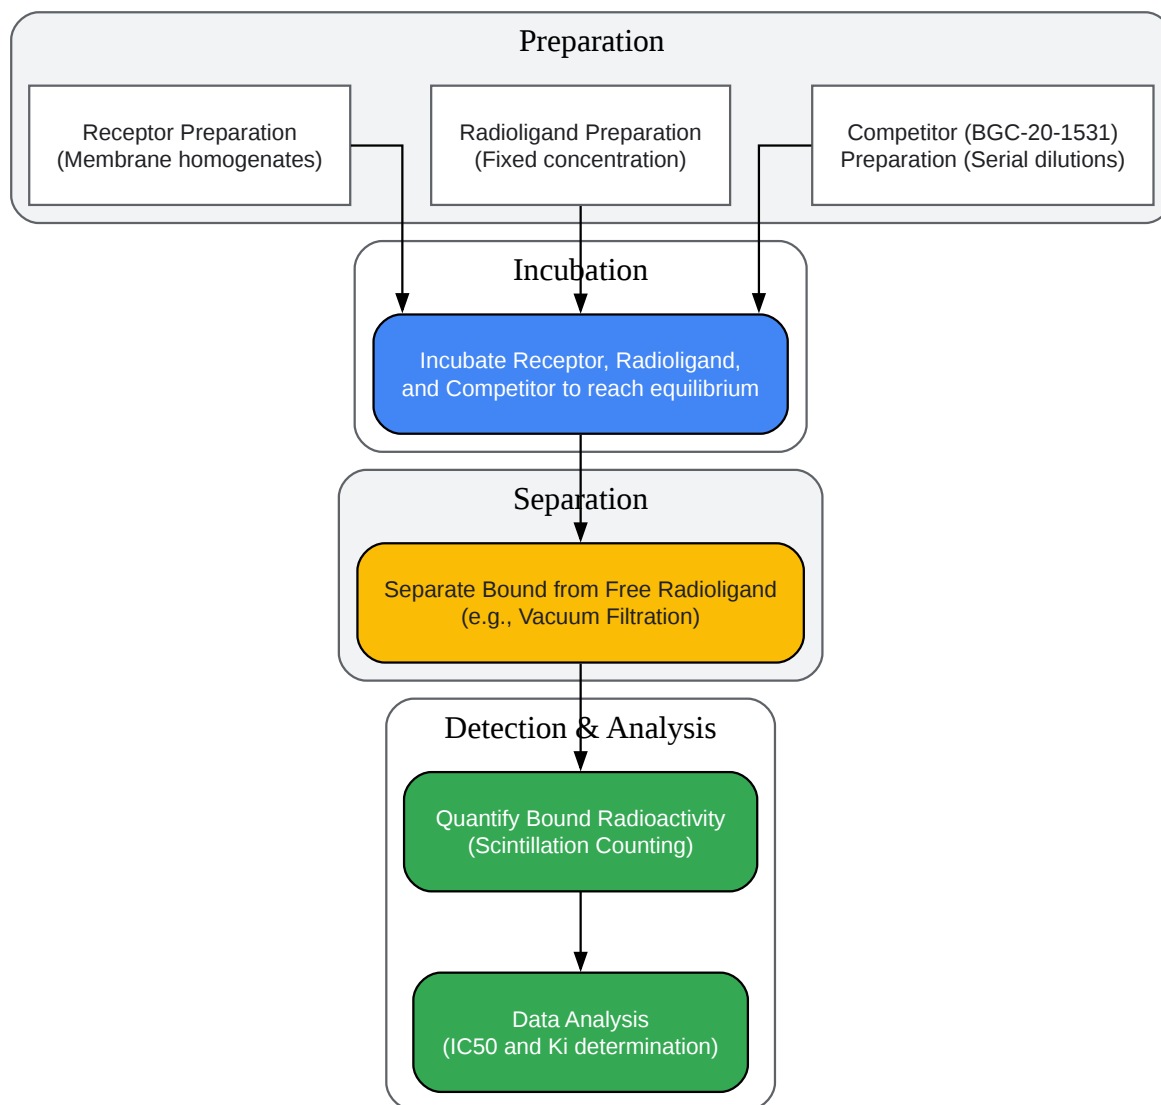 Preparation
Receptor Preparation
(Membrane homogenates)
Radioligand Preparation
(Fixed concentration)
Competitor (BGC-20-1531)
Preparation (Serial dilutions)
Incubation
Incubate Receptor, Radioligand,
and Competitor to reach equilibrium
Separation
Separate Bound from Free Radioligand
(e.g., Vacuum Filtration)
Detection & Analysis
Quantify Bound Radioactivity
(Scintillation Counting)
Data Analysis
(IC50 and Ki determination)